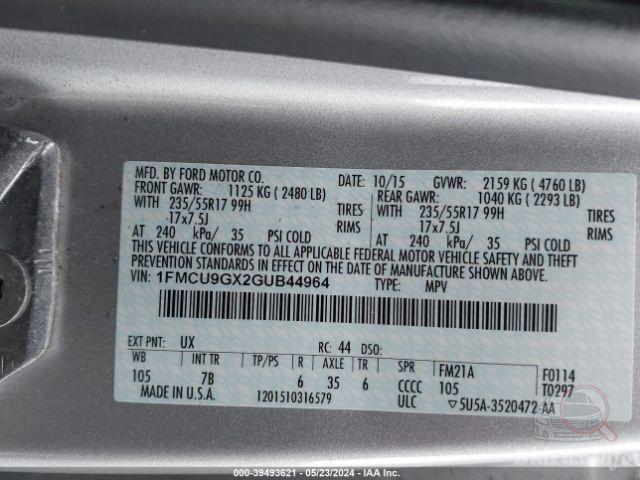 MFD. BY FORD MOTOR CO.
DATE: 10/15 GVWR: 2159 KG ( 4760 LB)
FRONT GAWR: 1125 KG ( 2480 LB) REAR GAWR: 1040 KG ( 2293 LB)
WITH 235/55R17 99H TIRES WITH 235/55R17 99H TIRES
17x7.5J RIMS 17x7.5J RIMS
AT 240 kPa/ 35 PSI COLD AT 240 kPa/ 35 PSI COLD
THIS VEHICLE CONFORMS TO ALL APPLICABLE FEDERAL MOTOR VEHICLE SAFETY AND THEFT
PREVENTION STANDARDS IN EFFECT ON THE DATE OF MANUFACTURE SHOWN ABOVE.
VIN: 1FMCU9GX2GUB44964 TYPE: MPV
EXT PNT: UX RC: 44 DSO:
WB INT TR TP/PS R AXLE TR SPR FM21A F0114
105 7B 6 35 6 CCCC 105 T0297
MADE IN U.S.A. 1201510316579 ULC ▽5U5A-3520472-AA
000-39493621 - 05/23/2024 - IAA Inc.